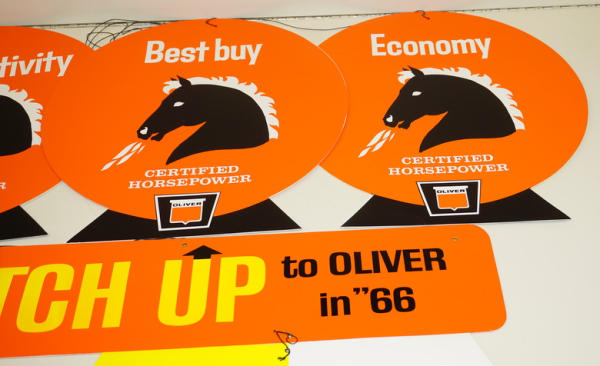 tivity
Best buy
CERTIFIED
HORSEPOWER
OLIVER
Economy
CERTIFIED
HORSEPOWER
OLIVER
TCH UP to OLIVER
in "66